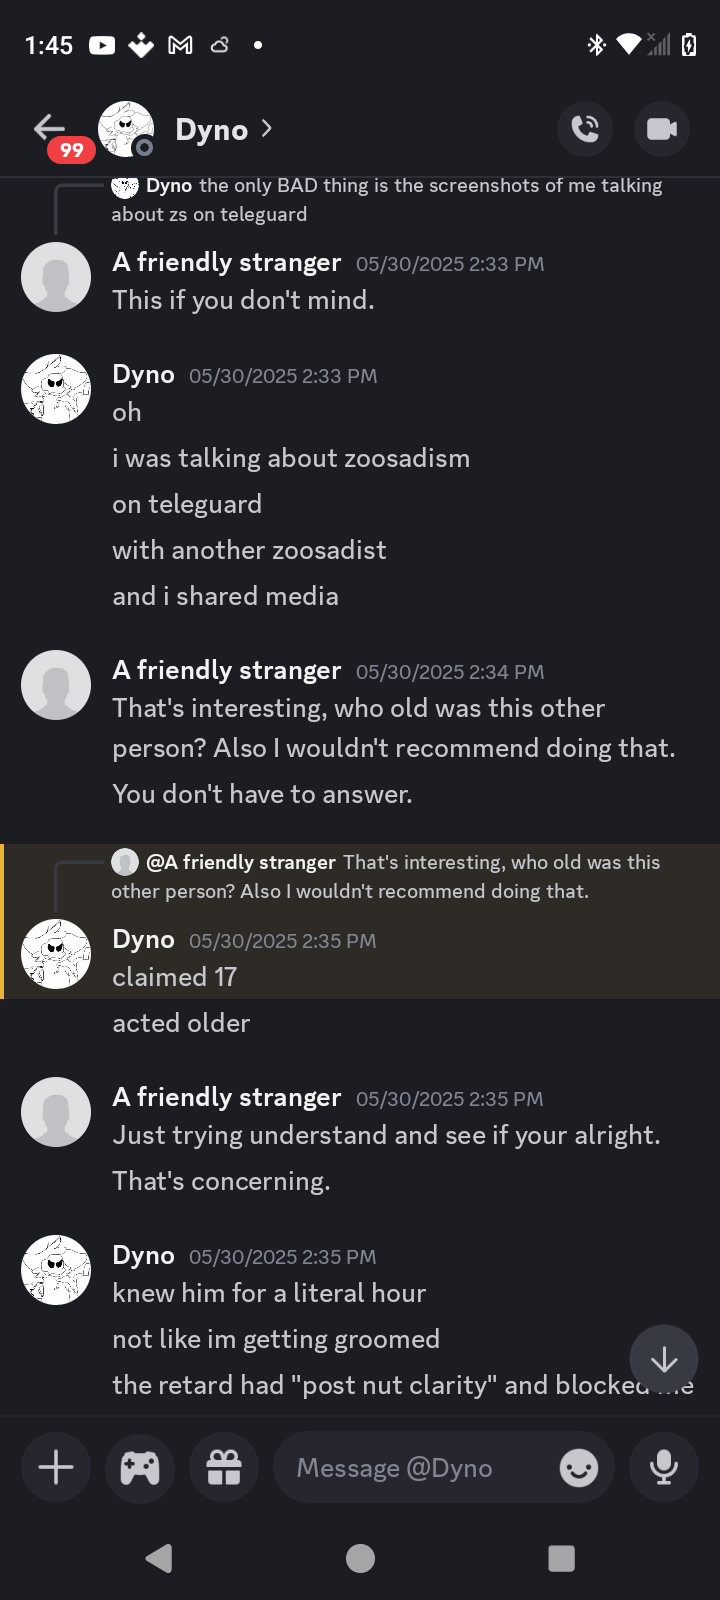 1:45
99
Dyno
Dyno the only BAD thing is the screenshots of me talking
about zs on teleguard
A friendly stranger 05/30/2025 2:33 PM
This if you don't mind.
Dyno 05/30/2025 2:33 PM
oh
i was talking about zoosadism
on teleguard
with another zoosadist
and i shared media
A friendly stranger 05/30/2025 2:34 PM
That's interesting, who old was this other
person? Also I wouldn't recommend doing that.
You don't have to answer.
@A friendly stranger That's interesting, who old was this
other person? Also I wouldn't recommend doing that.
Dyno 05/30/2025 2:35 PM
claimed 17
acted older
A friendly stranger 05/30/2025 2:35 PM
Just trying understand and see if your alright.
That's concerning.
Dyno 05/30/2025 2:35 PM
knew him for a literal hour
not like im getting groomed
the retard had "post nut clarity" and blocked me
Message @Dyno